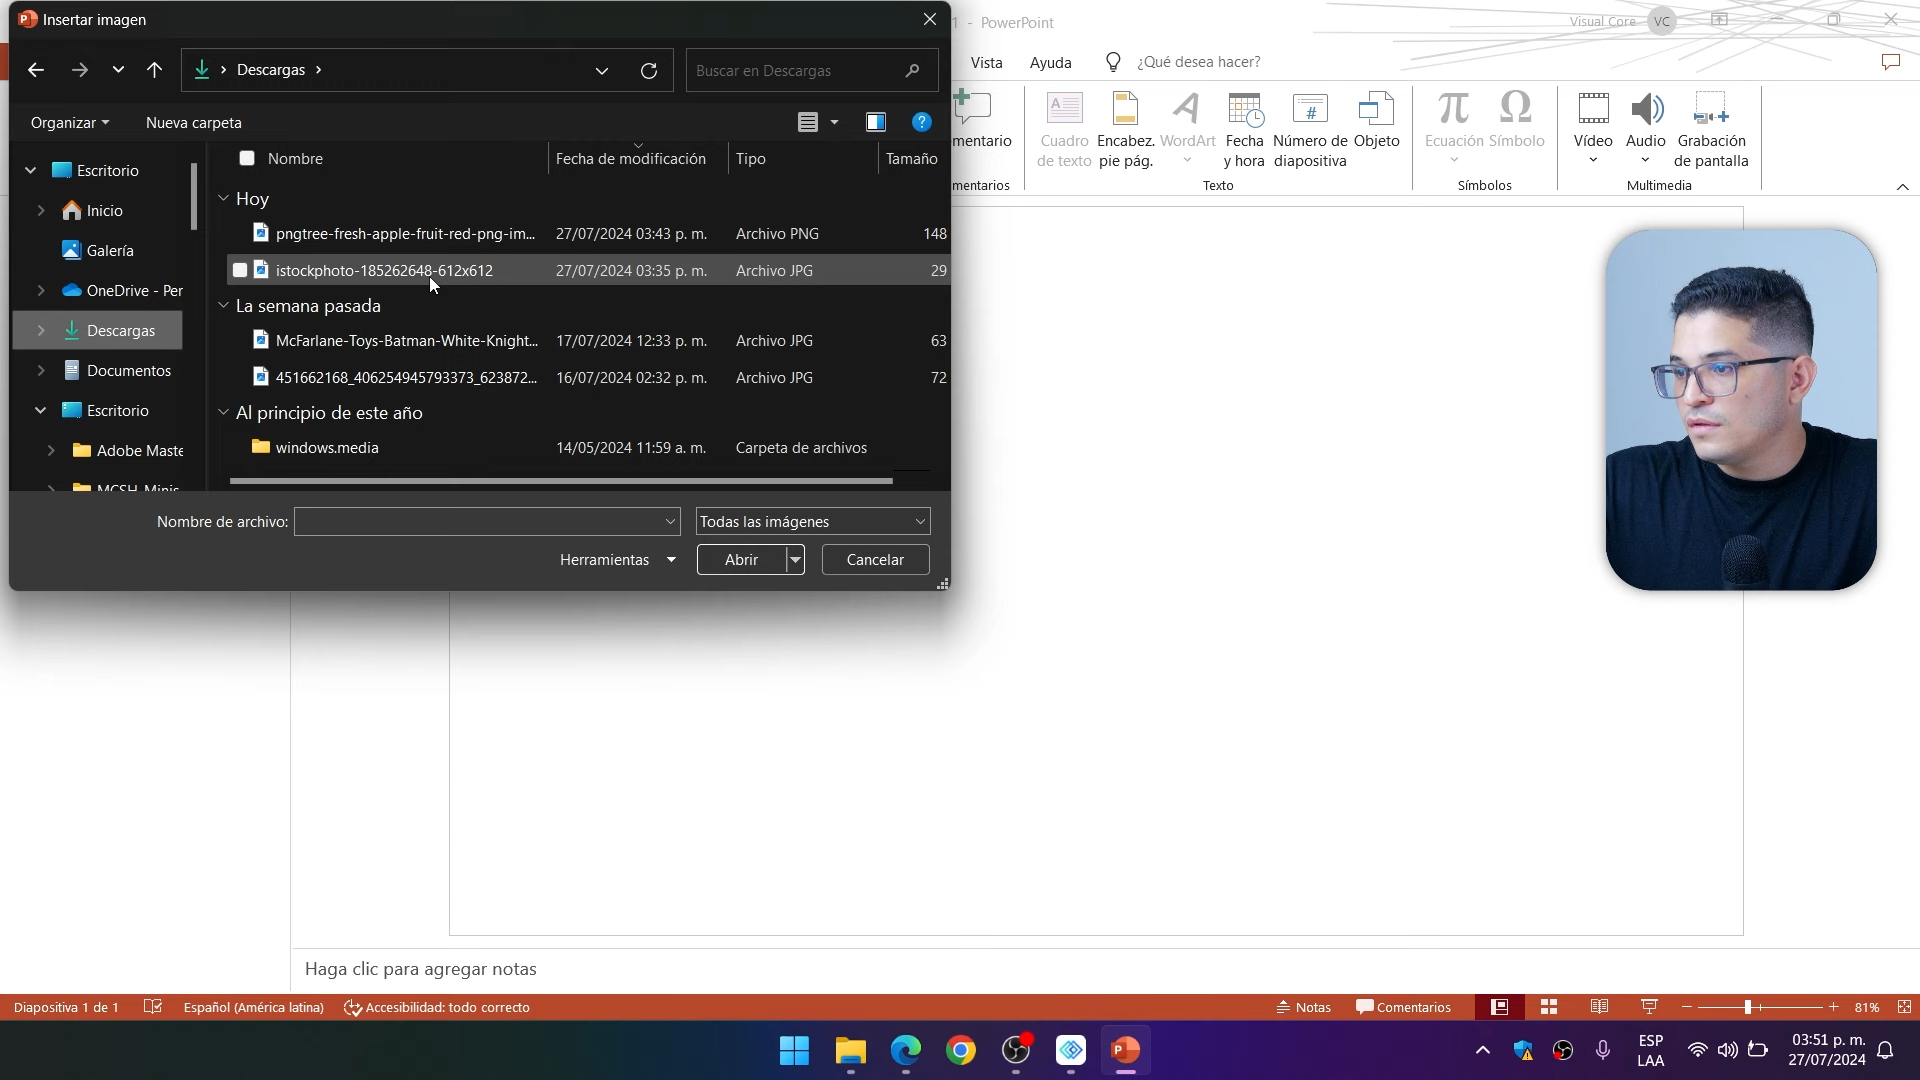 Insertar imagen
1 - PowerPoint
Visual Core
VC
Descargas
Buscar en Descargas
Vista
Ayuda
¿Qué desea hacer?
Organizar
Nueva carpeta
mentario
Cuadro de texto
Encabez. pie pág.
WordArt
Fecha y hora
Número de diapositiva
Objeto
Ecuación
Símbolo
Vídeo
Audio
Grabación de pantalla
mentarios
Texto
Símbolos
Multimedia
Nombre
Fecha de modificación
Tipo
Tamaño
Escritorio
Inicio
Galería
OneDrive - Per
Descargas
Documentos
Escritorio
Adobe Maste
MCSH Minis
Hoy
pngtree-fresh-apple-fruit-red-png-im... 27/07/2024 03:43 p. m. Archivo PNG 148
istockphoto-185262648-612x612 27/07/2024 03:35 p. m. Archivo JPG 29
La semana pasada
McFarlane-Toys-Batman-White-Knight... 17/07/2024 12:33 p. m. Archivo JPG 63
451662168_406254945793373_623872... 16/07/2024 02:32 p. m. Archivo JPG 72
Al principio de este año
windows.media 14/05/2024 11:59 a. m. Carpeta de archivos
Nombre de archivo:
Todas las imágenes
Herramientas
Abrir
Cancelar
Haga clic para agregar notas
Diapositiva 1 de 1
Español (América latina)
Accesibilidad: todo correcto
Notas
Comentarios
81%
ESP
LAA
03:51 p. m.
27/07/2024